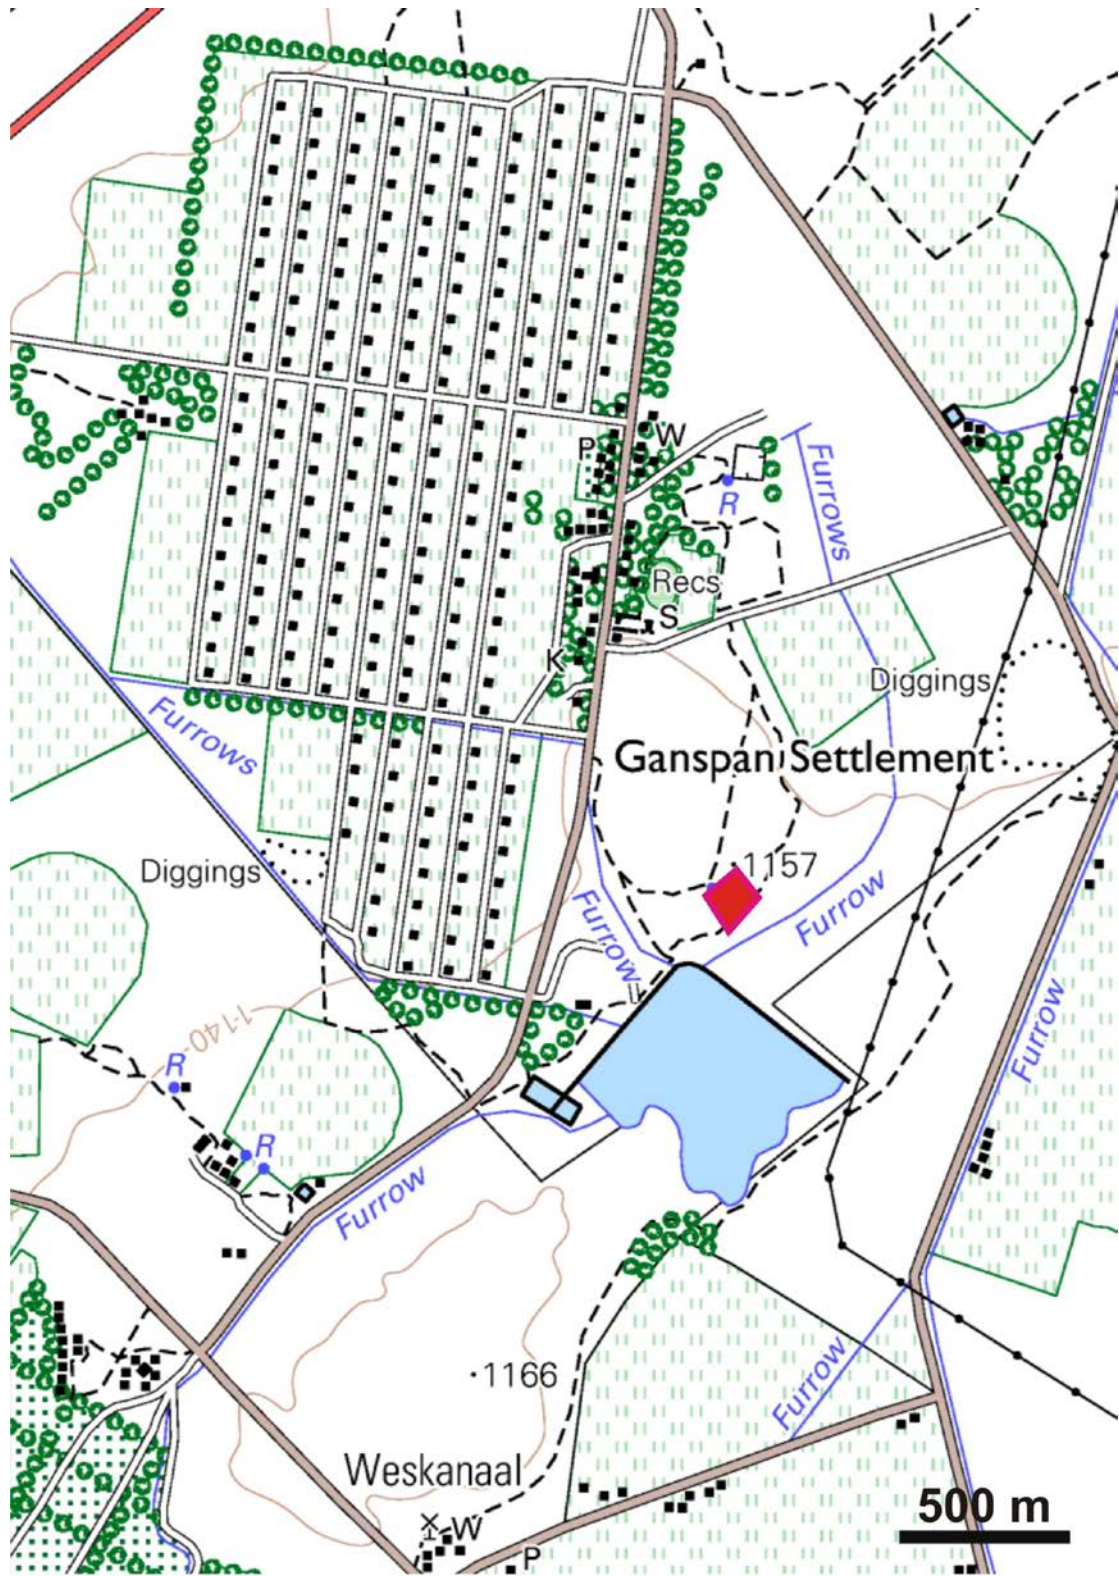 W
P
R
Furrows
Recs
S
K
Diggings
Furrows
Ganspan Settlement
Diggings
1157
Furrow
Furrow
1140
Furrow
R
R
Furrow
1166
Furrow
Weskanaal
500 m
W
P